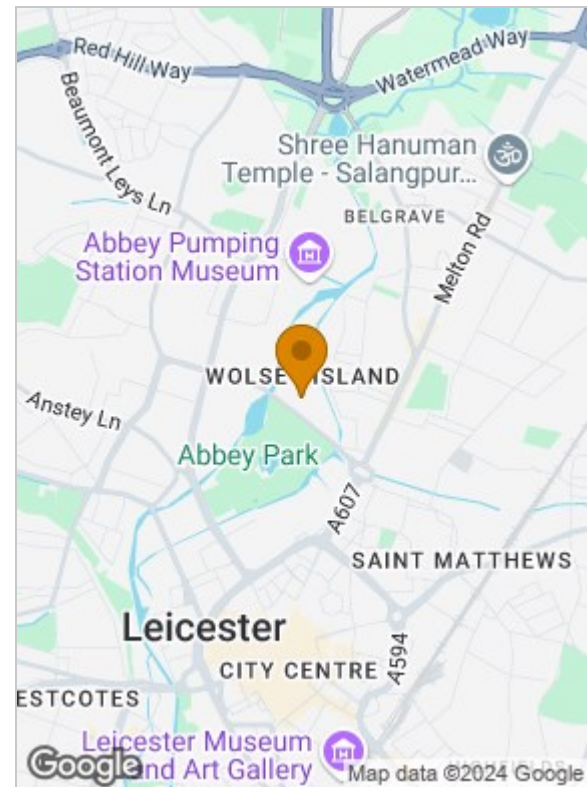 Red Hill Way
Watermead Way
Beaumont Leys Ln
Shree Hanuman
Temple - Salangpur...
BELGRAVE
Abbey Pumping
Station Museum
Melton Rd
ISLAND
Anstey Ln
Abbey Park
A607
SAINT MATTHEWS
Leicester
CITY CENTRE
A594
ESTCOTES
Leicester Museum
and Art Gallery
Google
Map data ©2024 Google